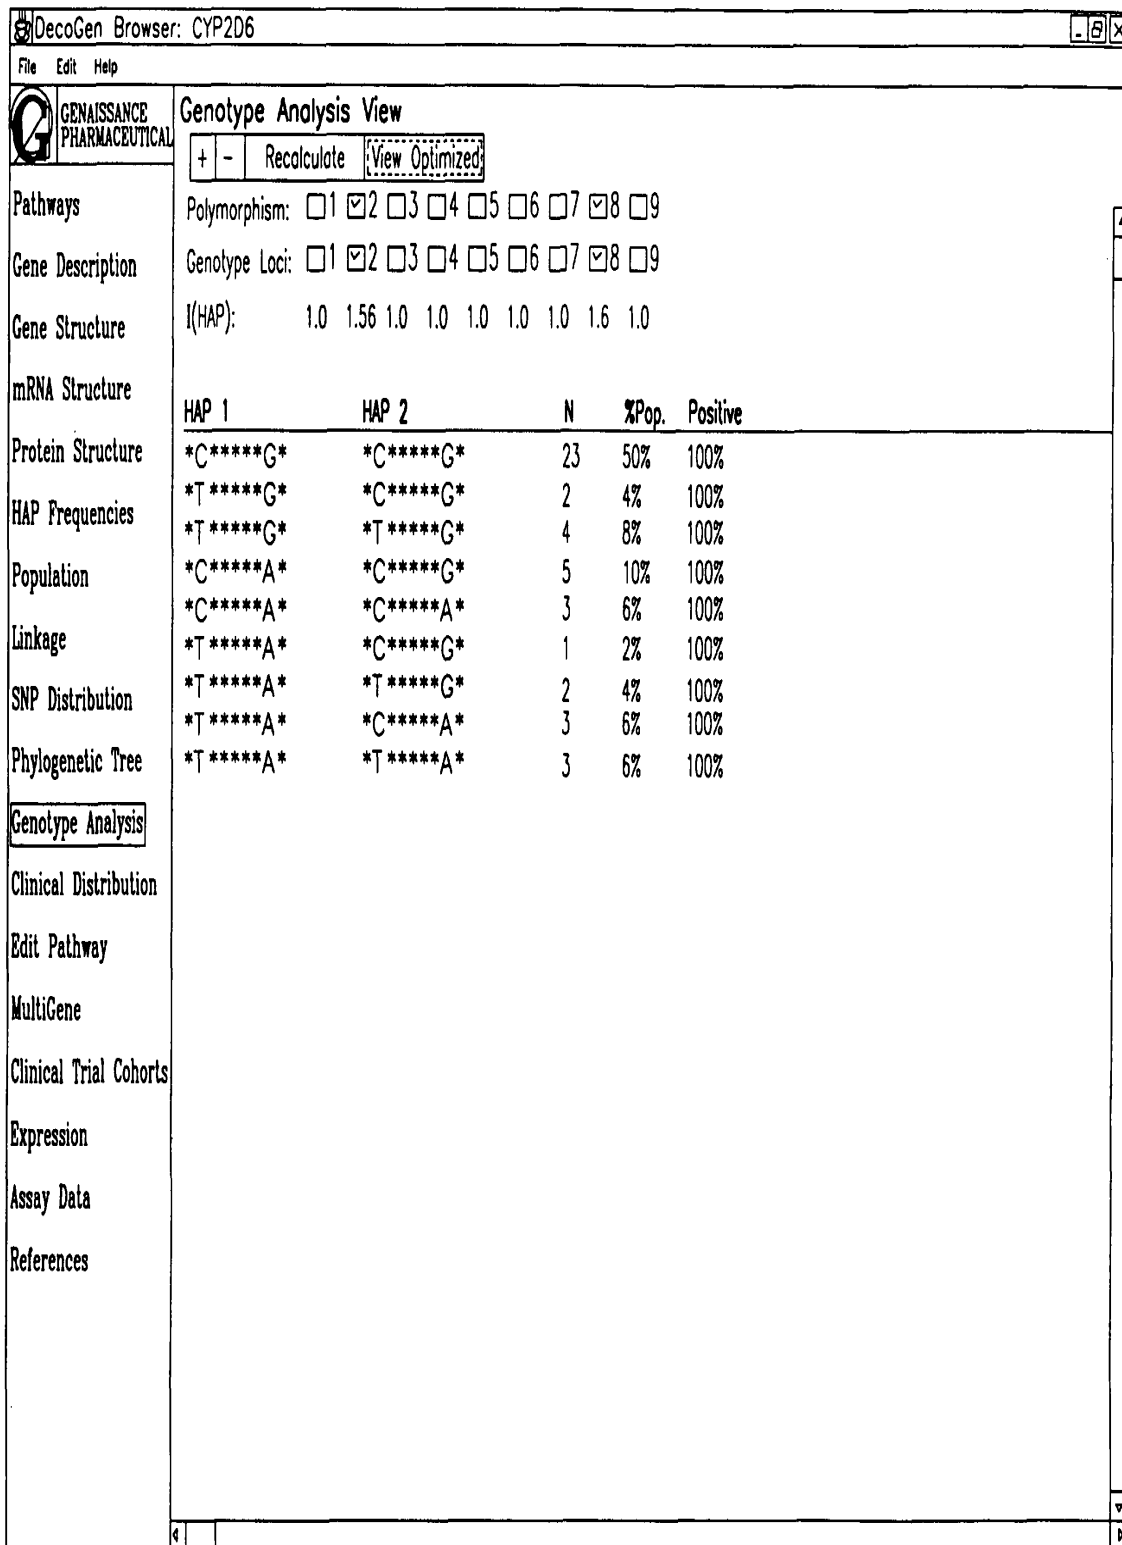 DecoGen Browser: CYP2D6
File Edit Help
GENAISSANCE
PHARMACEUTICAL
Genotype Analysis View
+ - Recalculate View Optimized
Polymorphism: 1 2 3 4 5 6 7 8 9
Genotype Loci: 1 2 3 4 5 6 7 8 9
I(HAP): 1.0 1.56 1.0 1.0 1.0 1.0 1.0 1.6 1.0
HAP 1 HAP 2 N %Pop. Positive
*C*****G* *C*****G* 23 50% 100%
*T*****G* *C*****G* 2 4% 100%
*T*****G* *T*****G* 4 8% 100%
*C*****A* *C*****G* 5 10% 100%
*C*****A* *C*****A* 3 6% 100%
*T*****A* *C*****G* 1 2% 100%
*T*****A* *T*****G* 2 4% 100%
*T*****A* *C*****A* 3 6% 100%
*T*****A* *T*****A* 3 6% 100%
Pathways
Gene Description
Gene Structure
mRNA Structure
Protein Structure
HAP Frequencies
Population
Linkage
SNP Distribution
Phylogenetic Tree
Genotype Analysis
Clinical Distribution
Edit Pathway
MultiGene
Clinical Trial Cohorts
Expression
Assay Data
References